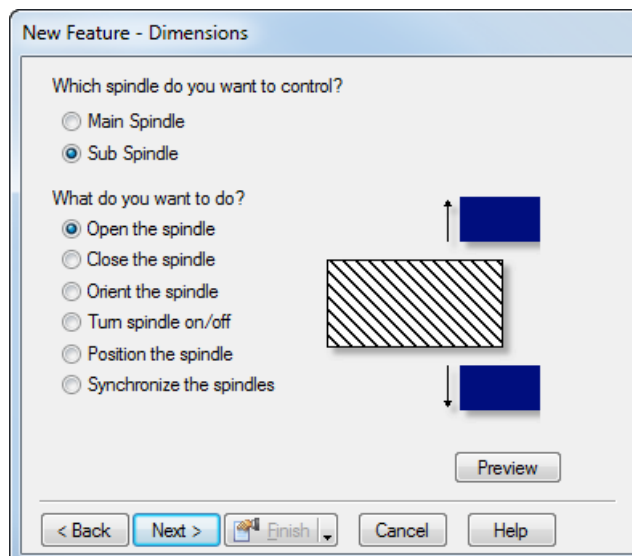 New Feature - Dimensions
Which spindle do you want to control?
Main Spindle
Sub Spindle
What do you want to do?
Open the spindle
Close the spindle
Orient the spindle
Turn spindle on/off
Position the spindle
Synchronize the spindles
Preview
< Back Next > Finish Cancel Help